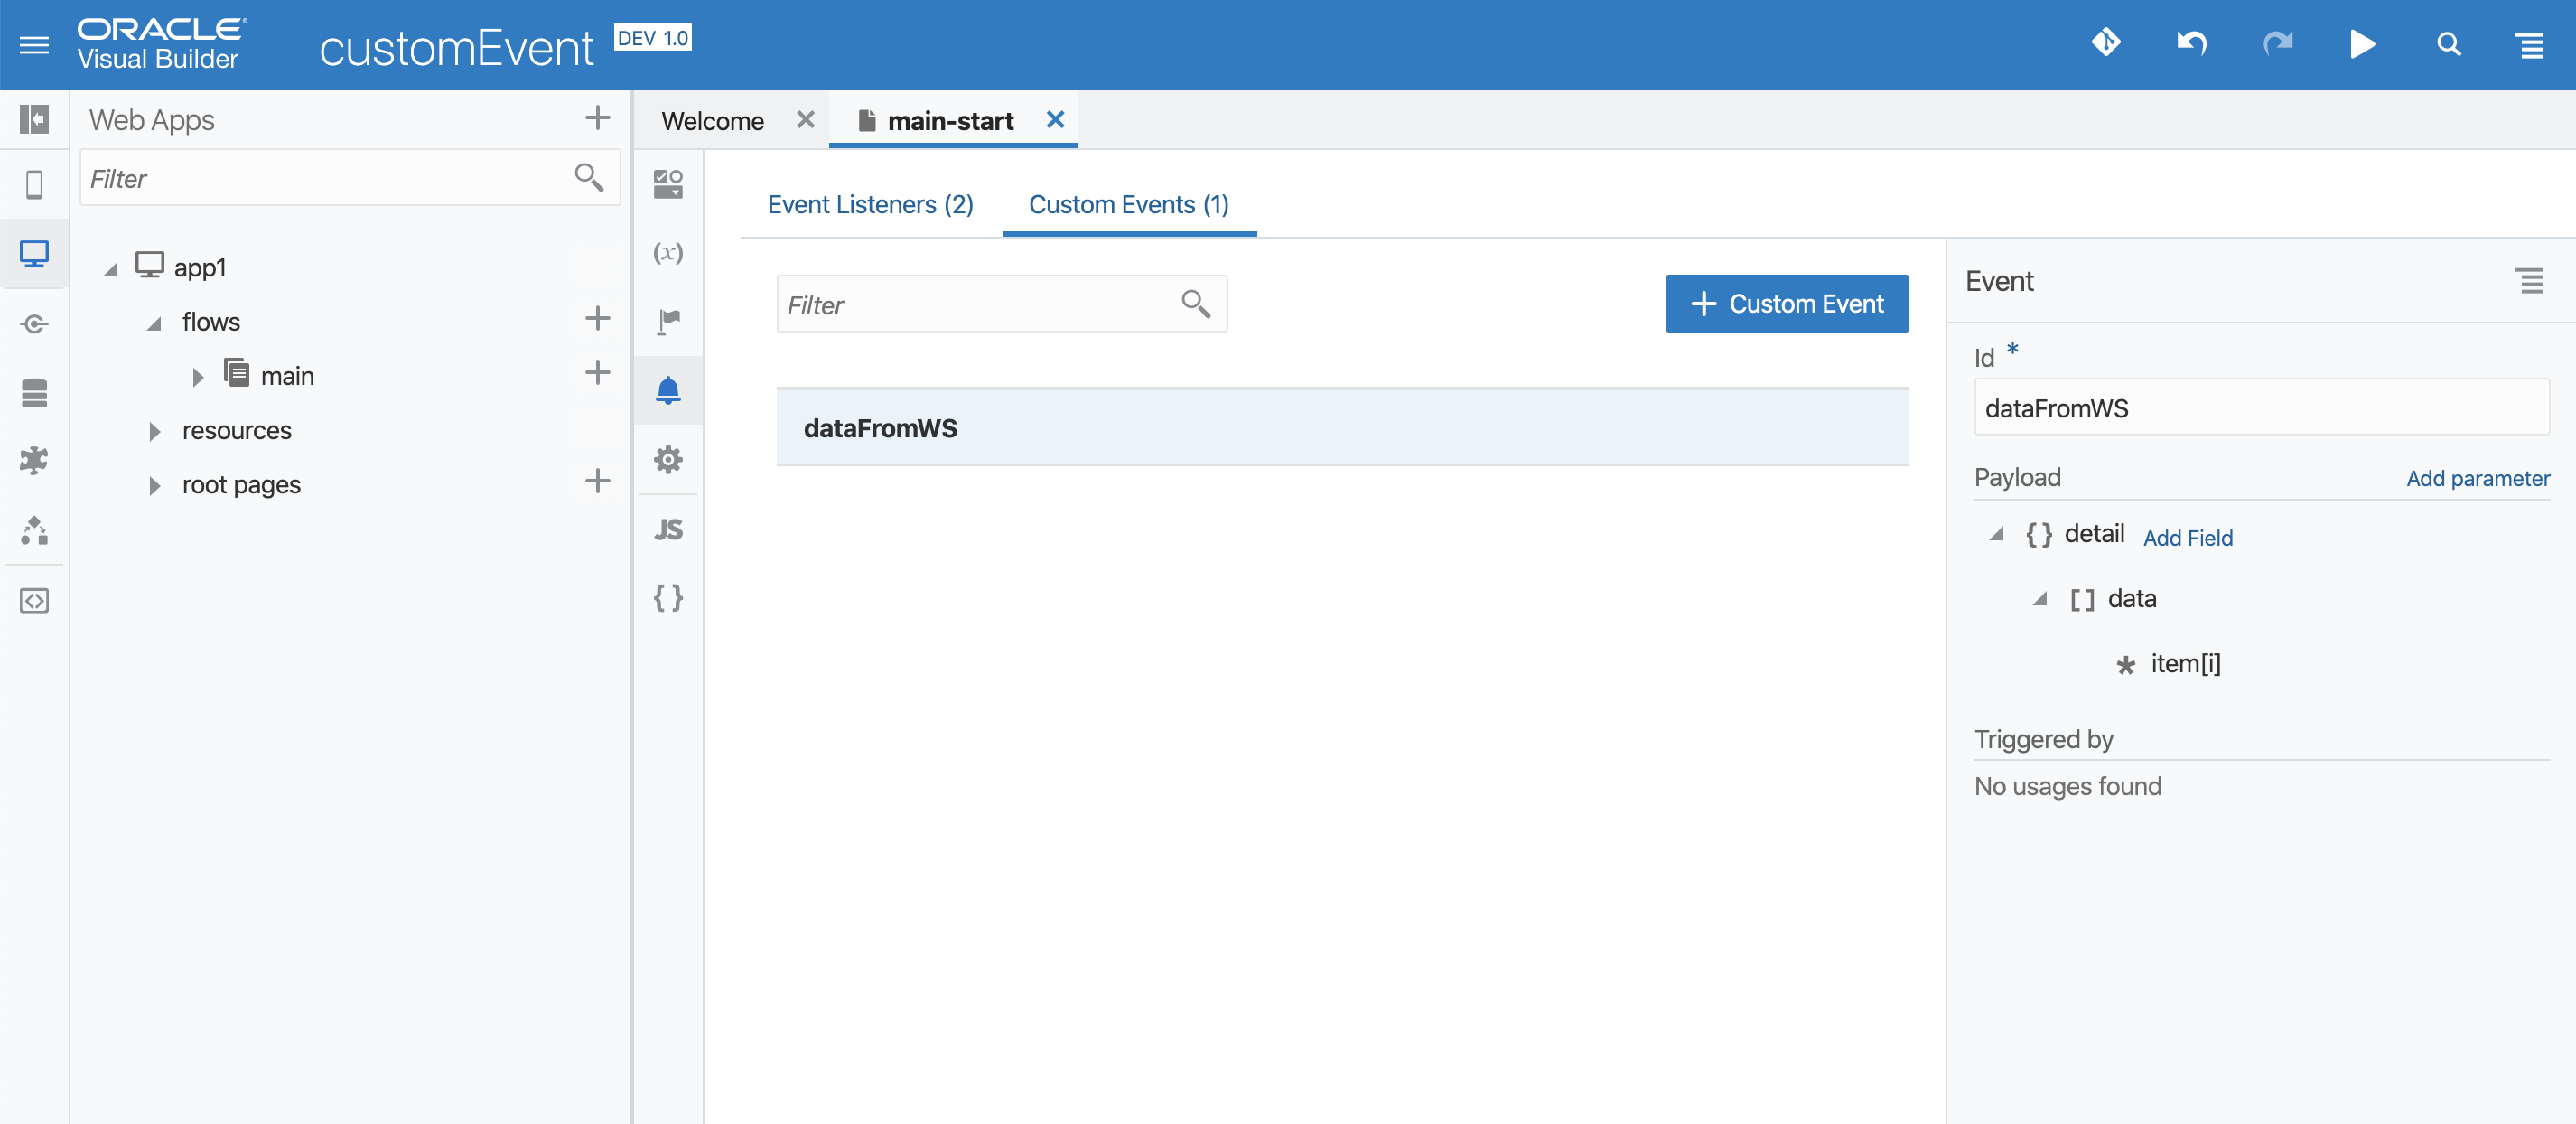 ORACLE
Visual Builder
customEvent
DEV 1.0
Web Apps
Filter
app1
flows
main
resources
root pages
Welcome
main-start
(x)
JS
{ }
Event Listeners (2)
Custom Events (1)
Filter
+ Custom Event
dataFromWS
Event
Id *
dataFromWS
Payload
Add parameter
{ } detail Add Field
[ ] data
* item[i]
Triggered by
No usages found